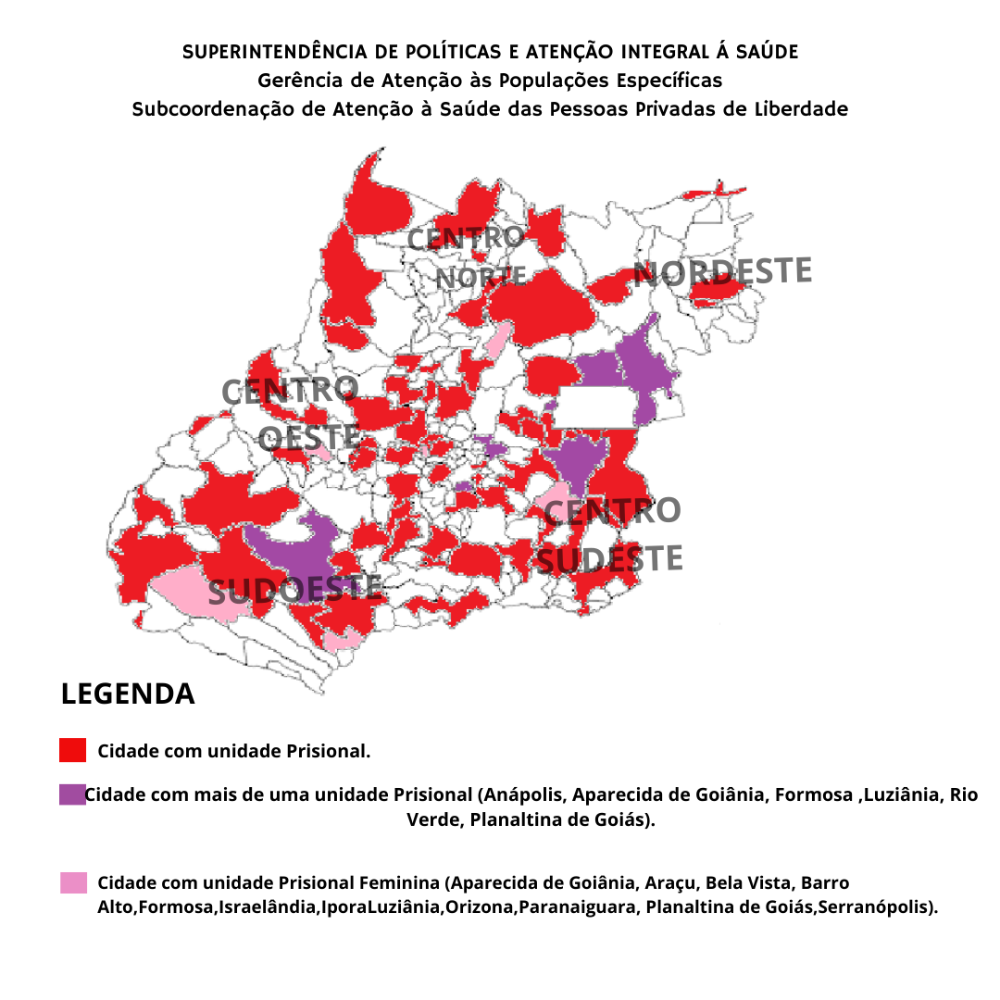 SUPERINTENDÊNCIA DE POLÍTICAS E ATENÇÃO INTEGRAL Á SAÚDE
Gerência de Atenção às Populações Específicas
Subcoordenação de Atenção à Saúde das Pessoas Privadas de Liberdade
CENTRO
NORTE
NORDESTE
CENTRO
OESTE
CENTRO
SUDESTE
SUDOESTE
LEGENDA
Cidade com unidade Prisional.
Cidade com mais de uma unidade Prisional (Anápolis, Aparecida de Goiânia, Formosa ,Luziânia, Rio
Verde, Planaltina de Goiás).
Cidade com unidade Prisional Feminina (Aparecida de Goiânia, Araçu, Bela Vista, Barro
Alto,Formosa,Israelândia,IporaLuziânia,Orizona,Paranaiguara, Planaltina de Goiás,Serranópolis).